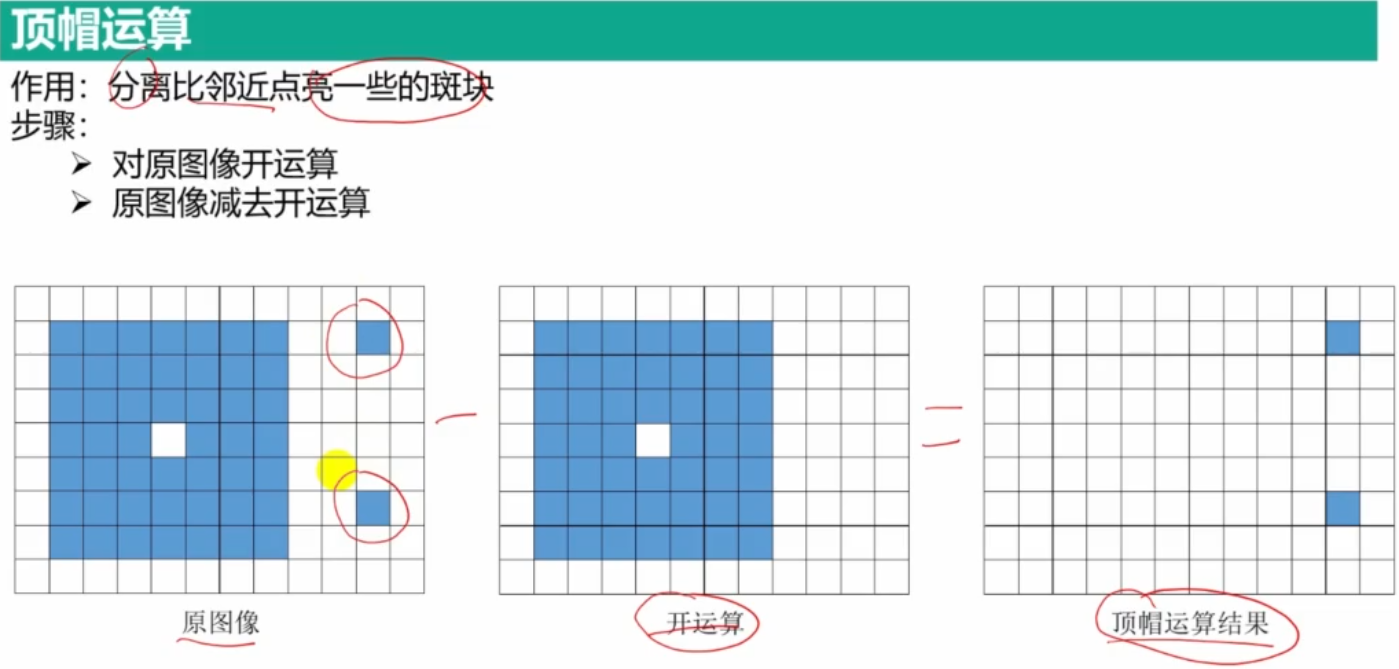 顶帽运算
作用：分离比邻近点亮一些的斑块
步骤：
➢ 对原图像开运算
➢ 原图像减去开运算
原图像
开运算
顶帽运算结果